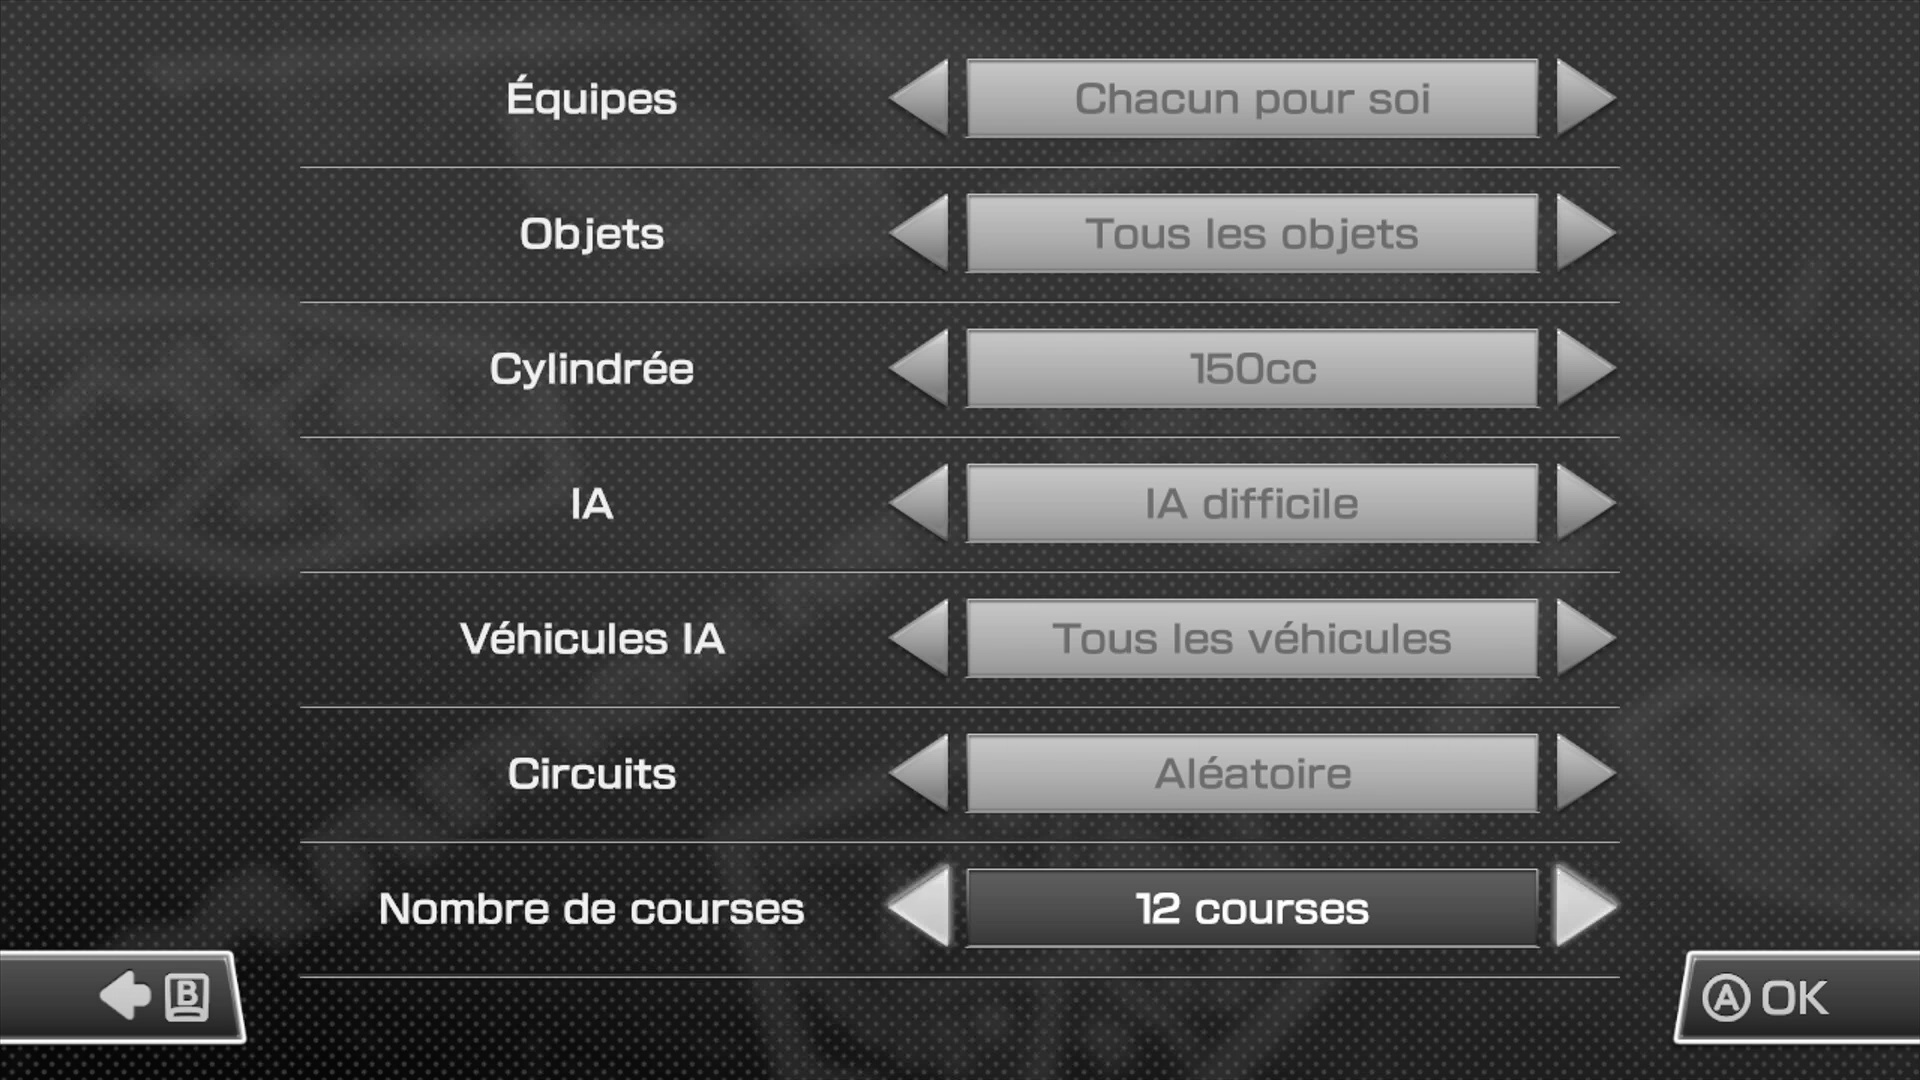 Équipes
Chacun pour soi
Objets
Tous les objets
Cylindrée
150cc
IA
IA difficile
Véhicules IA
Tous les véhicules
Circuits
Aléatoire
Nombre de courses
12 courses
B
A OK